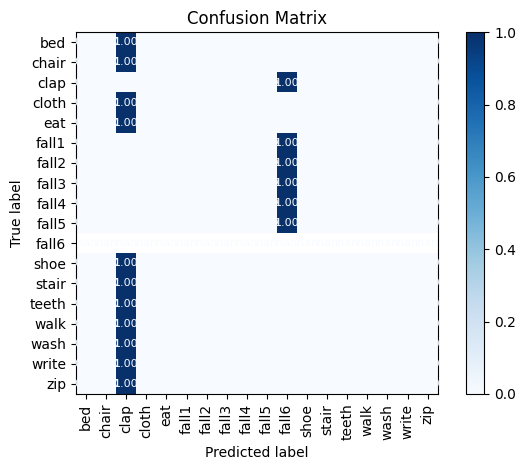 Confusion Matrix
True label
bed 1.00
chair 1.00
clap 1.00
cloth 1.00
eat 1.00
fall1 1.00
fall2 1.00
fall3 1.00
fall4 1.00
fall5 1.00
fall6
shoe 1.00
stair 1.00
teeth 1.00
walk 1.00
wash 1.00
write 1.00
zip 1.00
bed chair clap cloth eat fall1 fall2 fall3 fall4 fall5 fall6 shoe stair teeth walk wash write zip
Predicted label
1.0
0.8
0.6
0.4
0.2
0.0